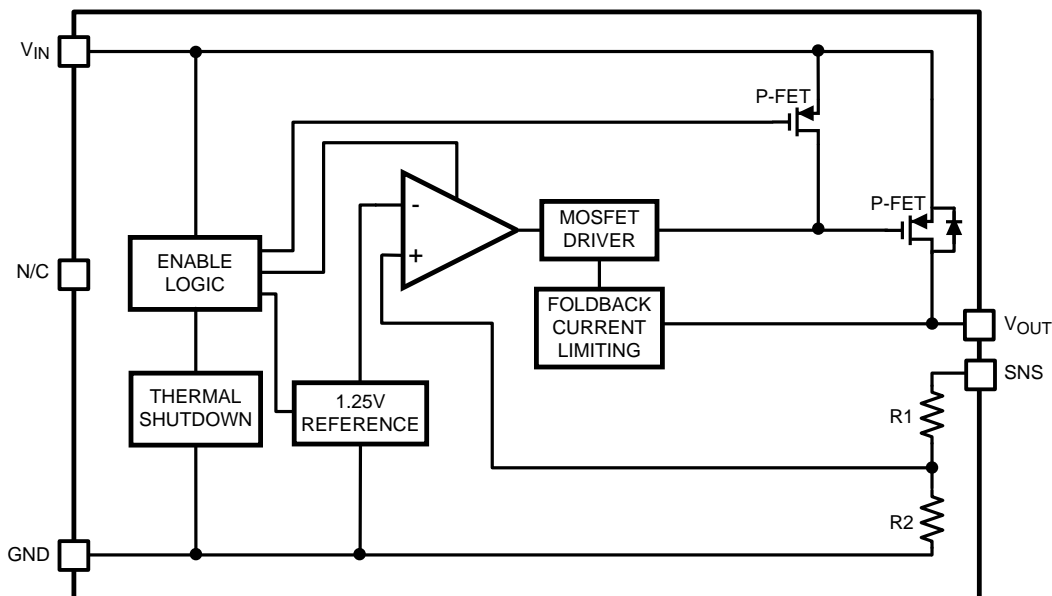 VIN
P-FET
P-FET
-
+
MOSFET
DRIVER
N/C
ENABLE
LOGIC
FOLDBACK
CURRENT
LIMITING
VOUT
SNS
THERMAL
SHUTDOWN
1.25V
REFERENCE
R1
R2
GND